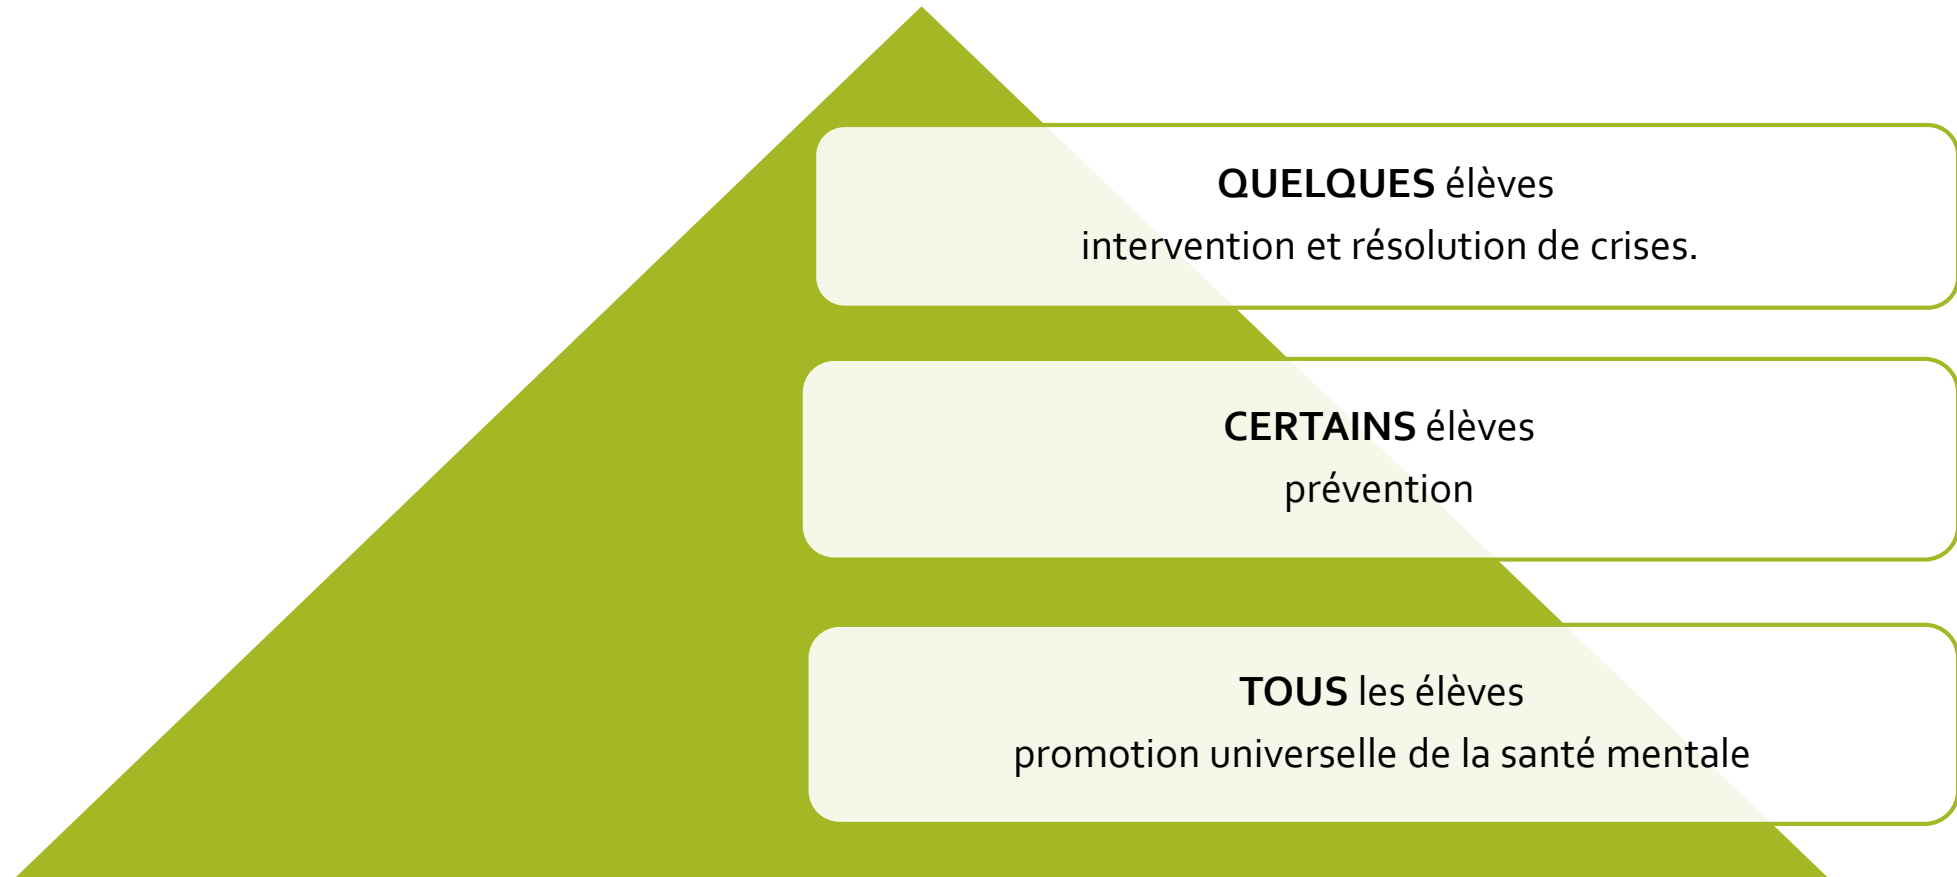 QUELQUES élèves
intervention et résolution de crises.
CERTAINS élèves
prévention
TOUS les élèves
promotion universelle de la santé mentale